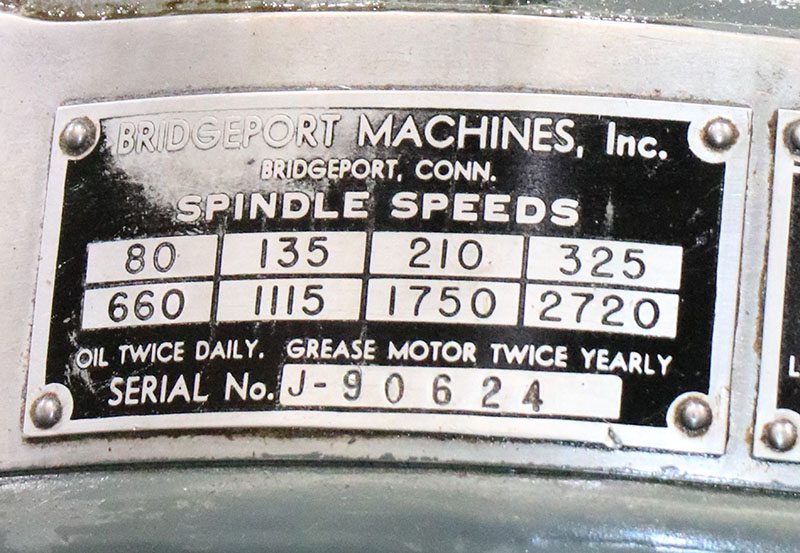 BRIDGEPORT MACHINES, Inc.
BRIDGEPORT, CONN.
SPINDLE SPEEDS
80 135 210 325
660 1115 1750 2720
OIL TWICE DAILY. GREASE MOTOR TWICE YEARLY
SERIAL No. J-90624
L